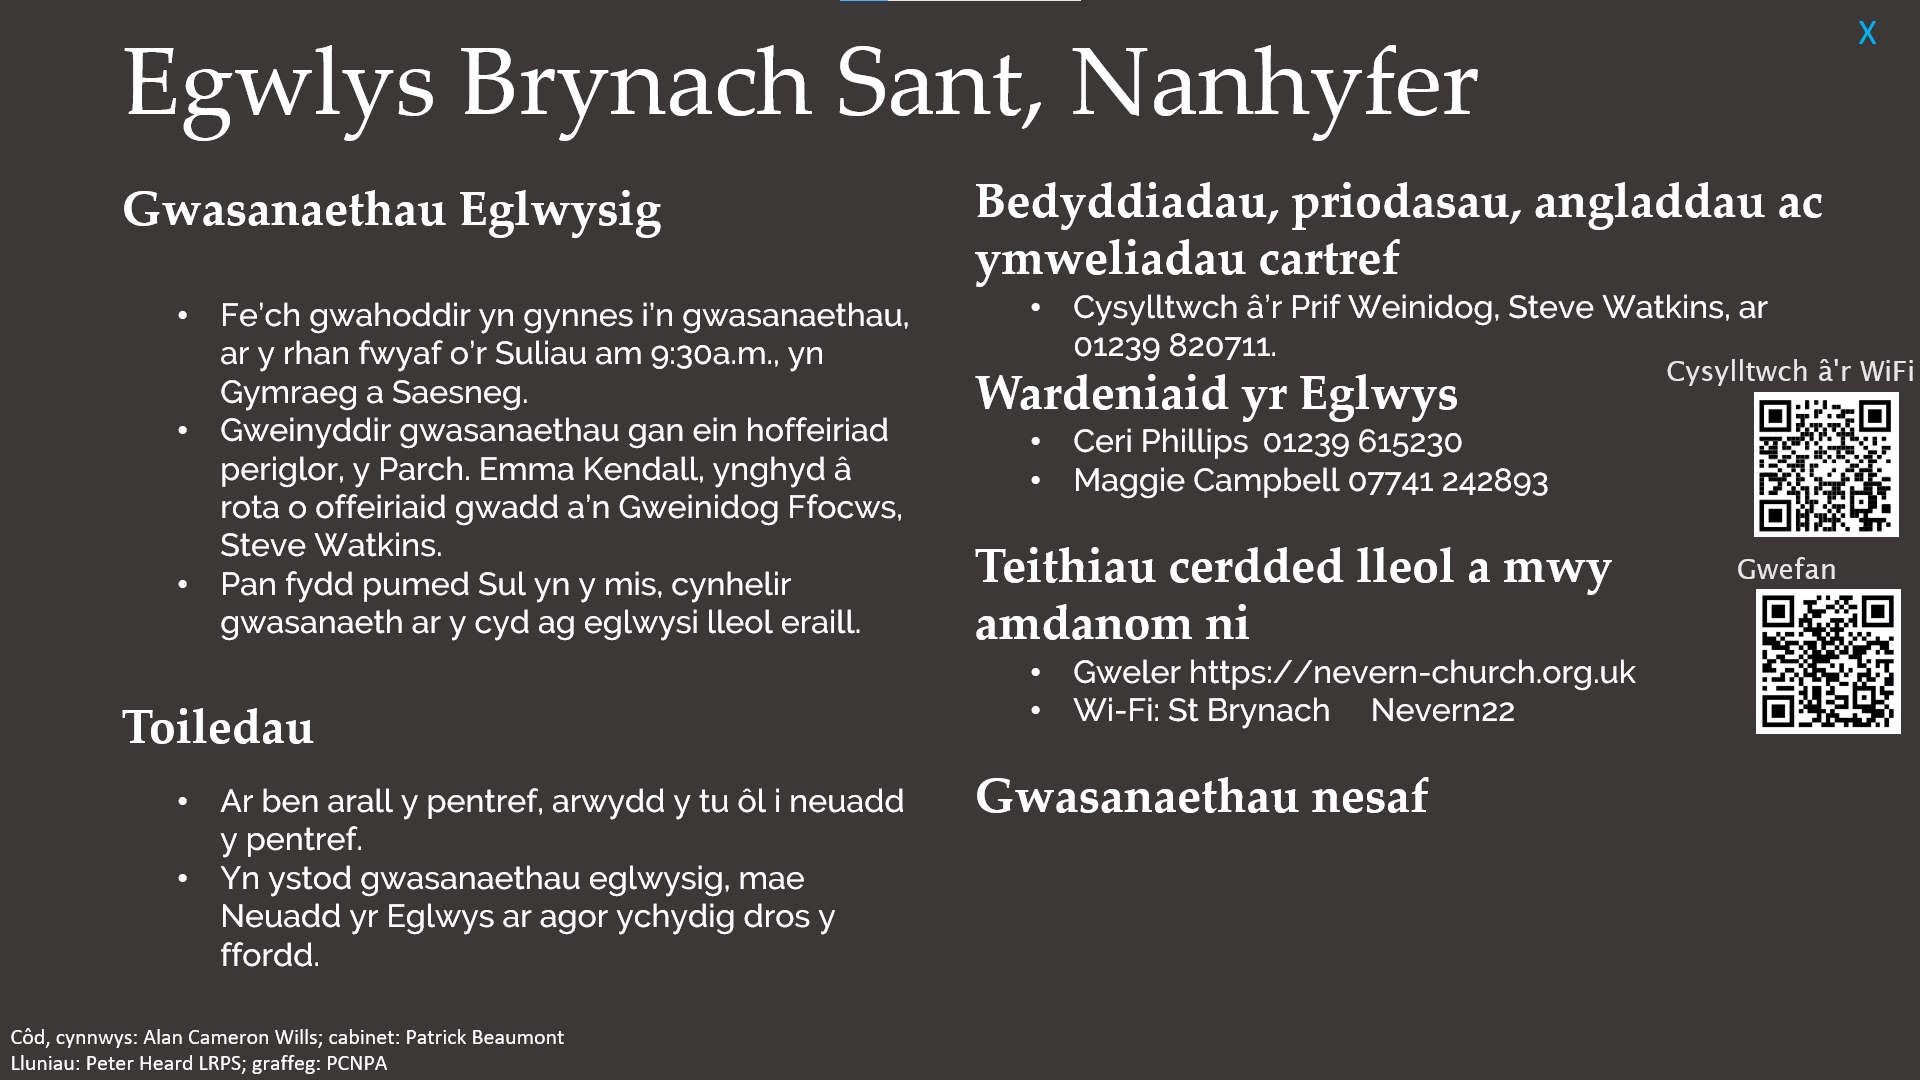 X
Egwlys Brynach Sant, Nanhyfer
Gwasanaethau Eglwysig
• Fe’ch gwahoddir yn gynnes i’n gwasanaethau,
ar y rhan fwyaf o’r Suliau am 9:30a.m., yn
Gymraeg a Saesneg.
• Gweinyddir gwasanaethau gan ein hoffeiriad
periglor, y Parch. Emma Kendall, ynghyd â
rota o offeiriaid gwadd a’n Gweinidog Ffocws,
Steve Watkins.
• Pan fydd pumed Sul yn y mis, cynhelir
gwasanaeth ar y cyd ag eglwysi lleol eraill.
Toiledau
• Ar ben arall y pentref, arwydd y tu ôl i neuadd
y pentref.
• Yn ystod gwasanaethau eglwysig, mae
Neuadd yr Eglwys ar agor ychydig dros y
ffordd.
Bedyddiadau, priodasau, angladdau ac
ymweliadau cartref
• Cysylltwch â’r Prif Weinidog, Steve Watkins, ar
01239 820711.
Wardeniaid yr Eglwys
• Ceri Phillips 01239 615230
• Maggie Campbell 07741 242893
Teithiau cerdded lleol a mwy
amdanom ni
• Gweler https://nevern-church.org.uk
• Wi-Fi: St Brynach Nevern22
Gwasanaethau nesaf
Cysylltwch â'r WiFi
Gwefan
Côd, cynnwys: Alan Cameron Wills; cabinet: Patrick Beaumont
Lluniau: Peter Heard LRPS; graffeg: PCNPA